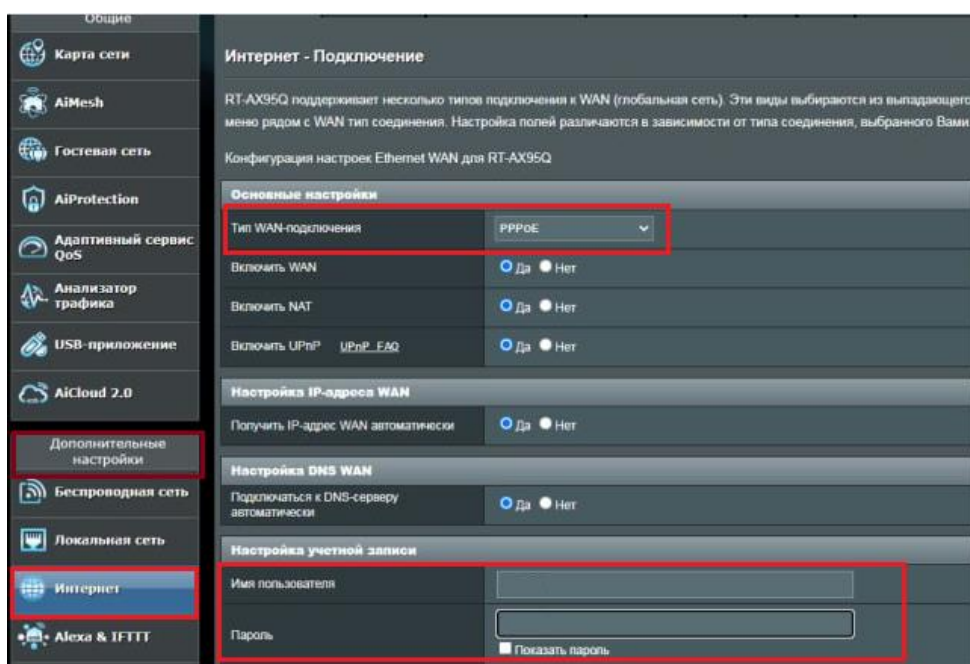 Общие
Карта сети
AiMesh
Гостевая сеть
AiProtection
Адаптивный сервис
QoS
Анализатор
трафика
USB-приложение
AiCloud 2.0
Дополнительные
настройки
Беспроводная сеть
Локальная сеть
Интернет
Alexa & IFTTT
Интернет - Подключение
RT-AX95Q поддерживает несколько типов подключения к WAN (глобальная сеть). Эти виды выбираются из выпадающего
меню рядом с WAN тип соединения. Настройка полей различаются в зависимости от типа соединения, выбранного Вами
Конфигурация настроек Ethernet WAN для RT-AX95Q
Основные настройки
Тип WAN-подключения PPPoE
Включить WAN Да Нет
Включить NAT Да Нет
Включить UPnP UPnP FAQ Да Нет
Настройка IP-адреса WAN
Получить IP-адрес WAN автоматически Да Нет
Настройка DNS WAN
Подключаться к DNS-серверу
автоматически Да Нет
Настройка учетной записи
Имя пользователя
Пароль
Показать пароль